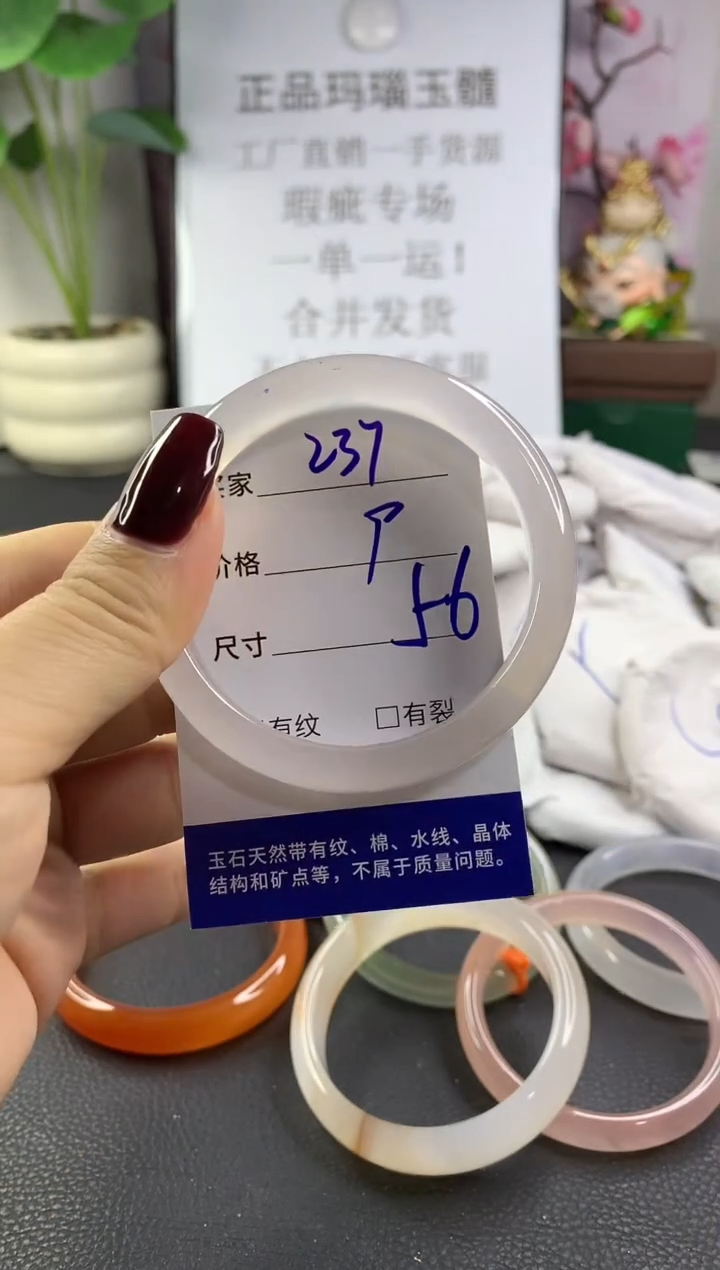 正品玛瑙玉髓
工厂直销一手货源
瑕疵专场
一单一运！
合并发货
家 237
价格 P
尺寸 56
有纹 □有裂
玉石天然带有纹、棉、水线、晶体
结构和矿点等，不属于质量问题。